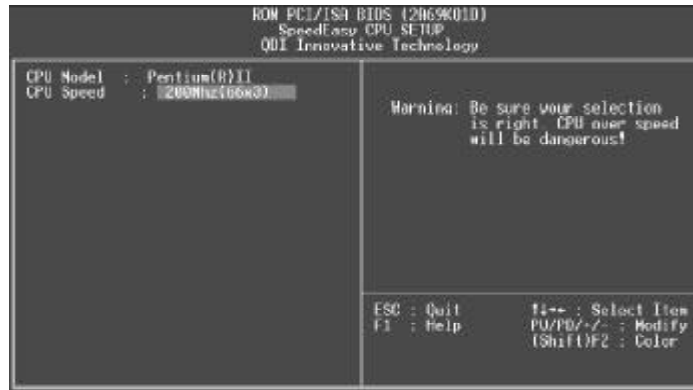 ROM PCI/ISA BIOS (2A69K01D)
SpeedEasy CPU SETUP
QDI Innovative Technology
CPU Model : Pentium(R)II
CPU Speed : 200Mhz(66x3)
Warning: Be sure your selection
is right. CPU over speed
will be dangerous!
ESC : Quit ↑↓→← : Select Item
F1 : Help PU/PD/+/- : Modify
(Shift)F2 : Color